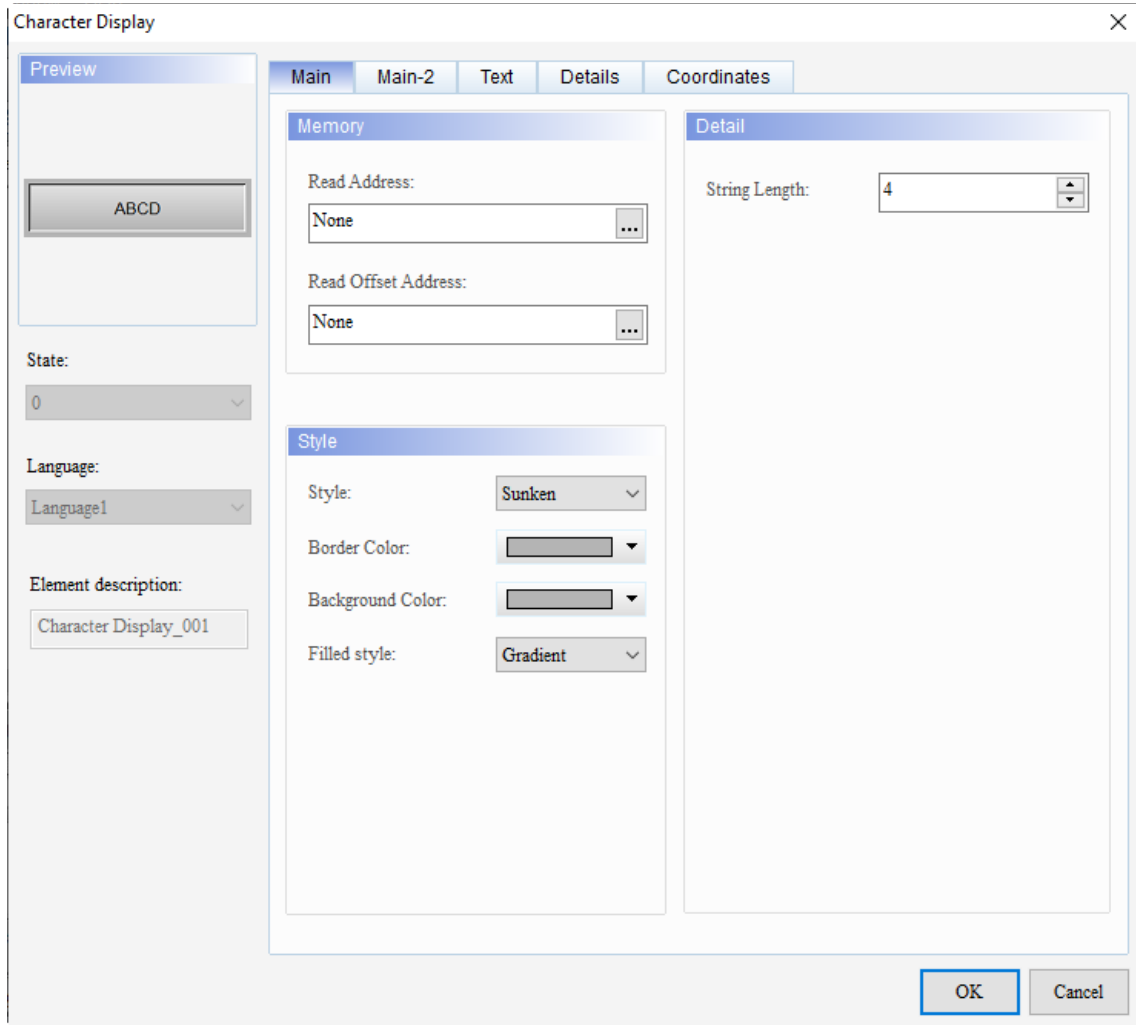 Character Display
Preview
ABCD
State:
0
Language:
Language1
Element description:
Character Display_001
Main Main-2 Text Details Coordinates
Memory
Read Address:
None ...
Read Offset Address:
None ...
Style
Style: Sunken
Border Color:
Background Color:
Filled style: Gradient
Detail
String Length: 4
OK Cancel